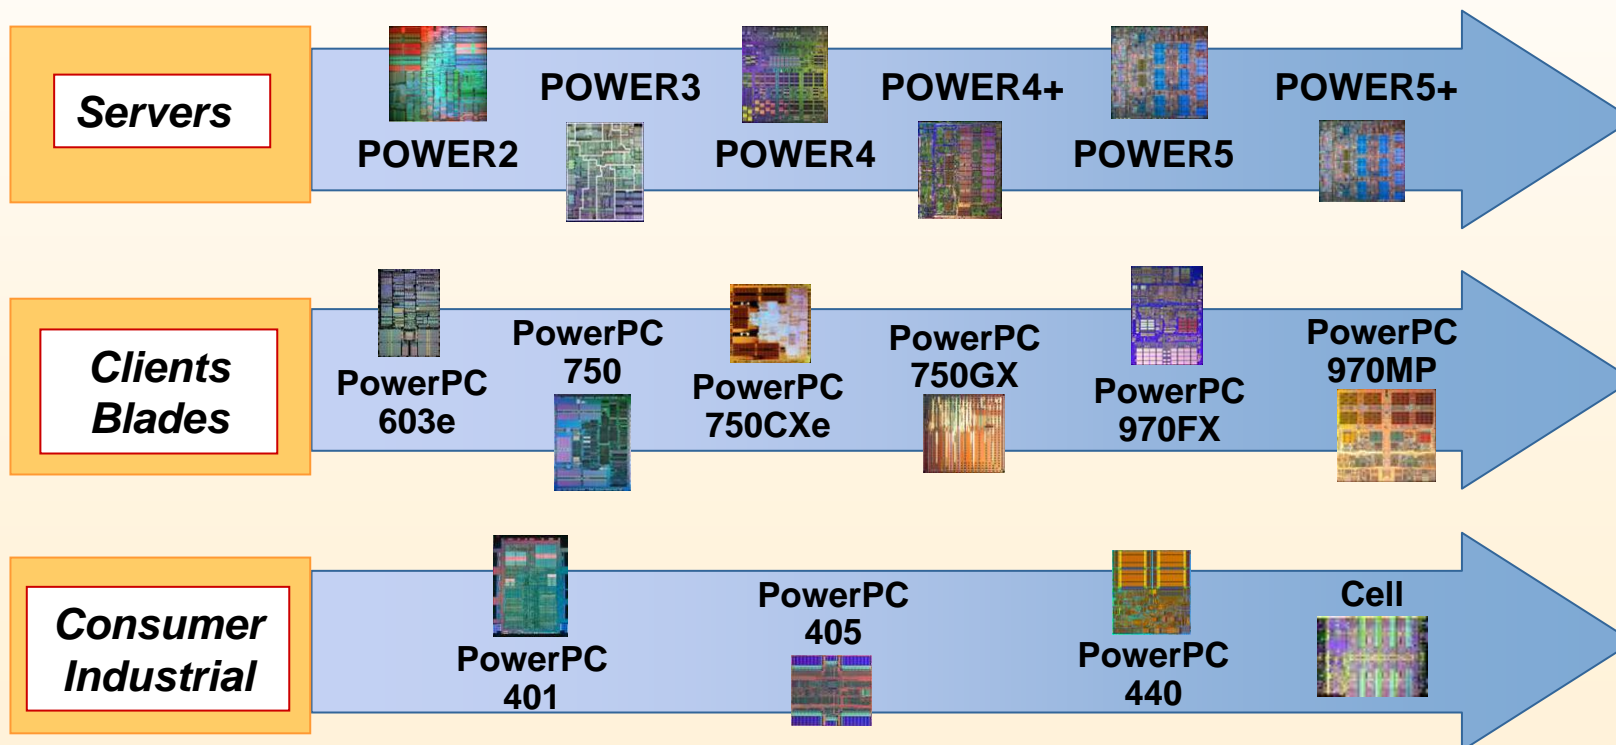 Servers
POWER2
POWER3
POWER4
POWER4+
POWER5
POWER5+
Clients
Blades
PowerPC
603e
PowerPC
750
PowerPC
750CXe
PowerPC
750GX
PowerPC
970FX
PowerPC
970MP
Consumer
Industrial
PowerPC
401
PowerPC
405
PowerPC
440
Cell